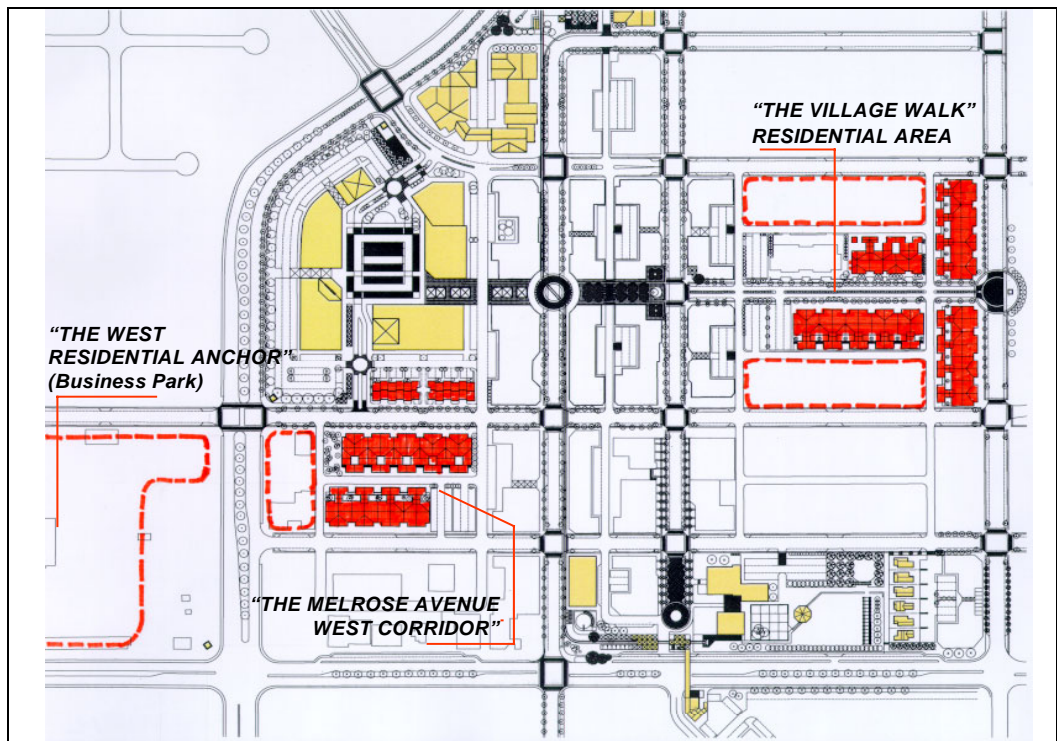 “THE VILLAGE WALK”
RESIDENTIAL AREA
“THE WEST
RESIDENTIAL ANCHOR”
(Business Park)
“THE MELROSE AVENUE
WEST CORRIDOR”